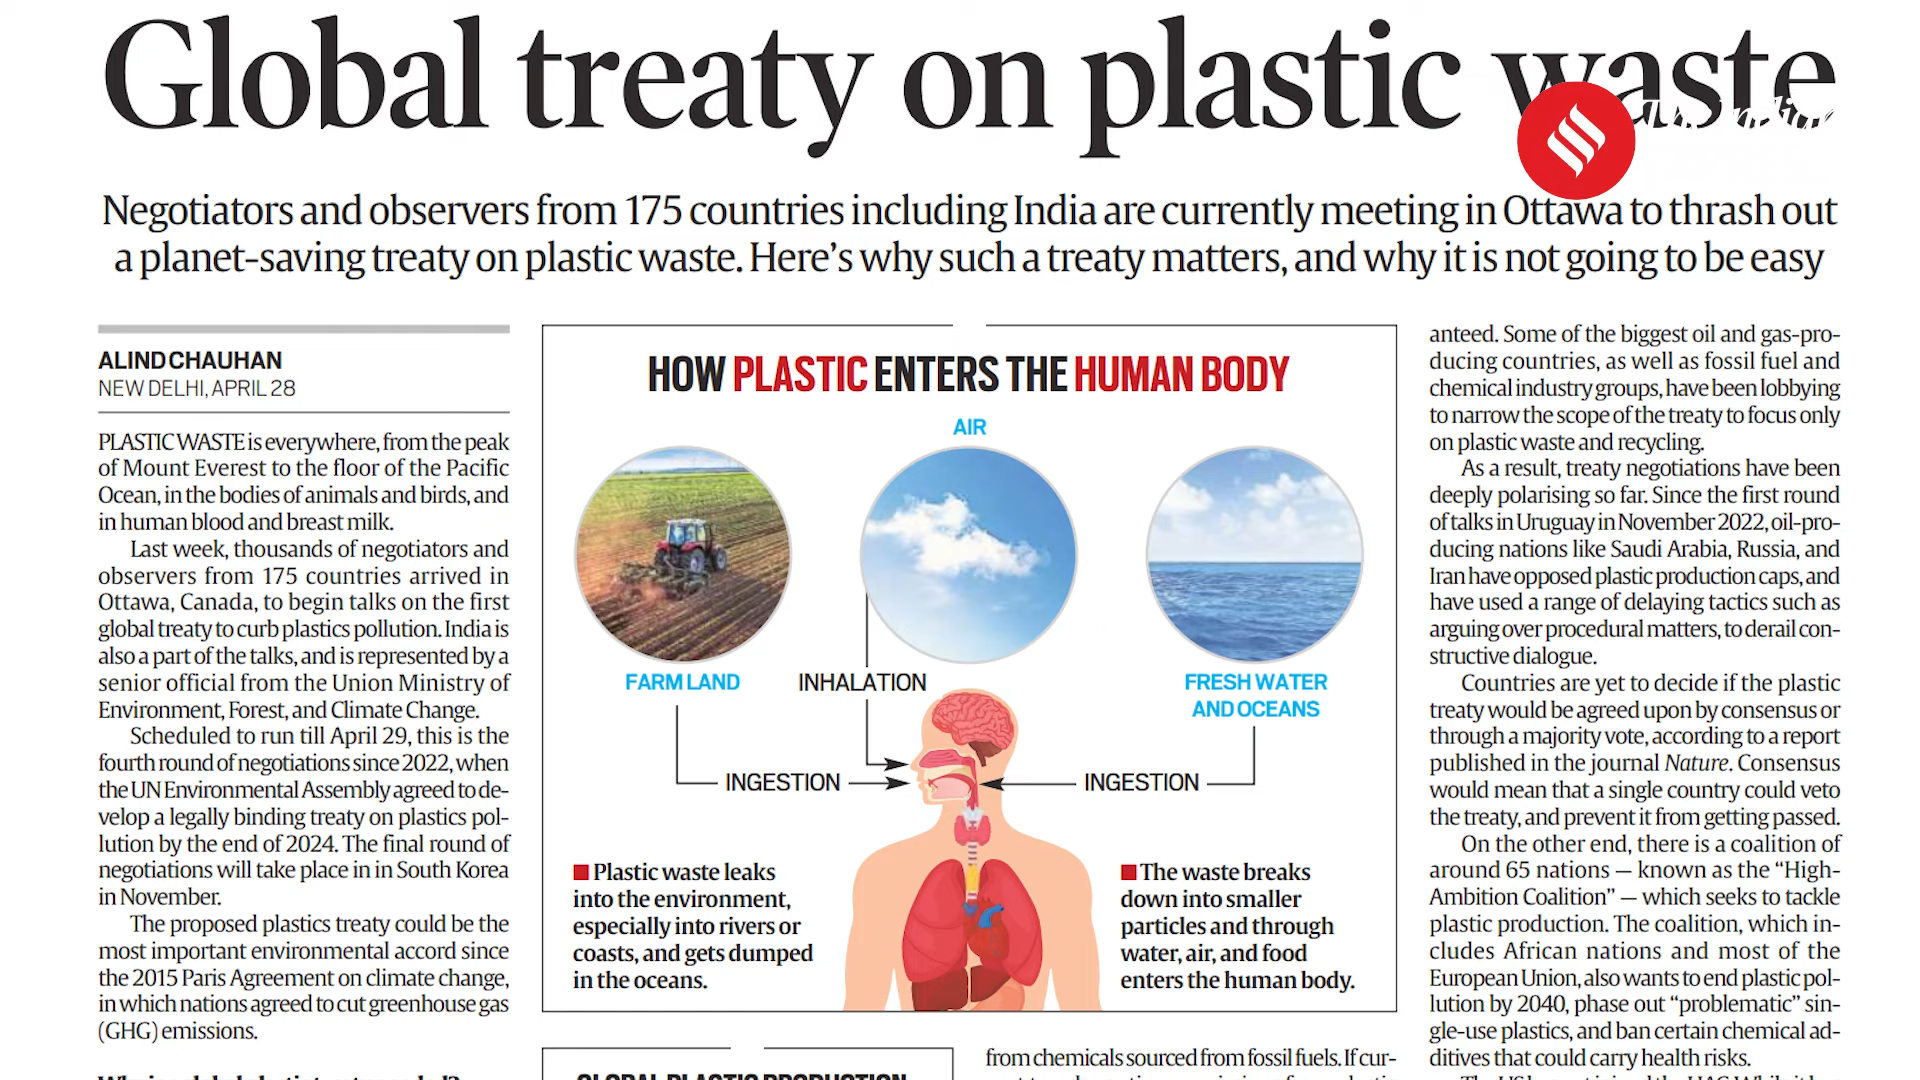 Global treaty on plastic waste
Negotiators and observers from 175 countries including India are currently meeting in Ottawa to thrash out
a planet-saving treaty on plastic waste. Here's why such a treaty matters, and why it is not going to be easy
ALIND CHAUHAN
NEW DELHI, APRIL 28
PLASTIC WASTE is everywhere, from the peak
of Mount Everest to the floor of the Pacific
Ocean, in the bodies of animals and birds, and
in human blood and breast milk.
Last week, thousands of negotiators and
observers from 175 countries arrived in
Ottawa, Canada, to begin talks on the first
global treaty to curb plastics pollution. India is
also a part of the talks, and is represented by a
senior official from the Union Ministry of
Environment, Forest, and Climate Change.
Scheduled to run till April 29, this is the
fourth round of negotiations since 2022, when
the UN Environmental Assembly agreed to de-
velop a legally binding treaty on plastics pol-
lution by the end of 2024. The final round of
negotiations will take place in in South Korea
in November.
The proposed plastics treaty could be the
most important environmental accord since
the 2015 Paris Agreement on climate change,
in which nations agreed to cut greenhouse gas
(GHG) emissions.
HOW PLASTIC ENTERS THE HUMAN BODY
AIR
FARM LAND
INHALATION
FRESH WATER
AND OCEANS
INGESTION
INGESTION
Plastic waste leaks
into the environment,
especially into rivers or
coasts, and gets dumped
in the oceans.
The waste breaks
down into smaller
particles and through
water, air, and food
enters the human body.
GLOBAL PLASTIC PRODUCTION
from chemicals sourced from fossil fuels. If cur-
anteed. Some of the biggest oil and gas-pro-
ducing countries, as well as fossil fuel and
chemical industry groups, have been lobbying
to narrow the scope of the treaty to focus only
on plastic waste and recycling.
As a result, treaty negotiations have been
deeply polarising so far. Since the first round
of talks in Uruguay in November 2022, oil-pro-
ducing nations like Saudi Arabia, Russia, and
Iran have opposed plastic production caps, and
have used a range of delaying tactics such as
arguing over procedural matters, to derail con-
structive dialogue.
Countries are yet to decide if the plastic
treaty would be agreed upon by consensus or
through a majority vote, according to a report
published in the journal Nature. Consensus
would mean that a single country could veto
the treaty, and prevent it from getting passed.
On the other end, there is a coalition of
around 65 nations — known as the “High-
Ambition Coalition” — which seeks to tackle
plastic production. The coalition, which in-
cludes African nations and most of the
European Union, also wants to end plastic pol-
lution by 2040, phase out “problematic” sin-
gle-use plastics, and ban certain chemical ad-
ditives that could carry health risks.